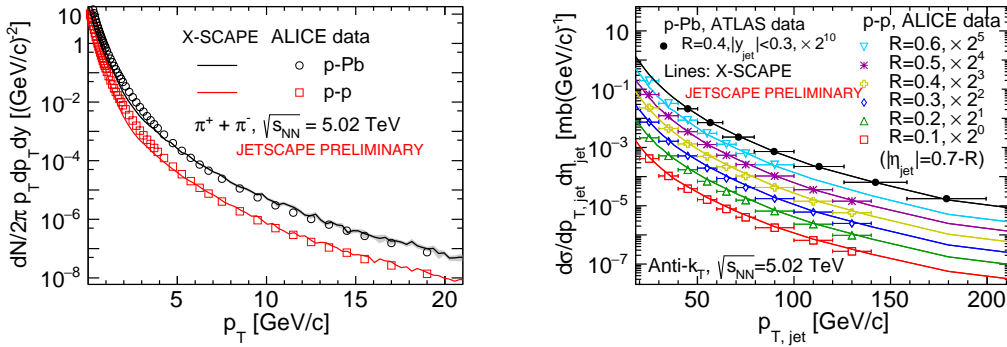 X-SCAPE ALICE data
p-Pb
p-p
π⁺ + π⁻, √s_NN = 5.02 TeV
JETSCAPE PRELIMINARY
dN/2π p_T dp_T dy [(GeV/c)⁻²]
10
1
10⁻²
10⁻⁴
10⁻⁶
10⁻⁸
5 10 15 20
p_T [GeV/c]
p-Pb, ATLAS data
R=0.4,|y_jet|<0.3, × 2¹⁰
Lines: X-SCAPE
JETSCAPE PRELIMINARY
p-p, ALICE data
R=0.6, × 2⁵
R=0.5, × 2⁴
R=0.4, × 2³
R=0.3, × 2²
R=0.2, × 2¹
R=0.1, × 2⁰
(|η_jet|=0.7-R)
Anti-k_T, √s_NN=5.02 TeV
dσ/dp_T, jet dη_jet [mb(GeV/c)⁻¹]
10
10⁻¹
10⁻³
10⁻⁵
10⁻⁷
50 100 150 200
p_T, jet [GeV/c]